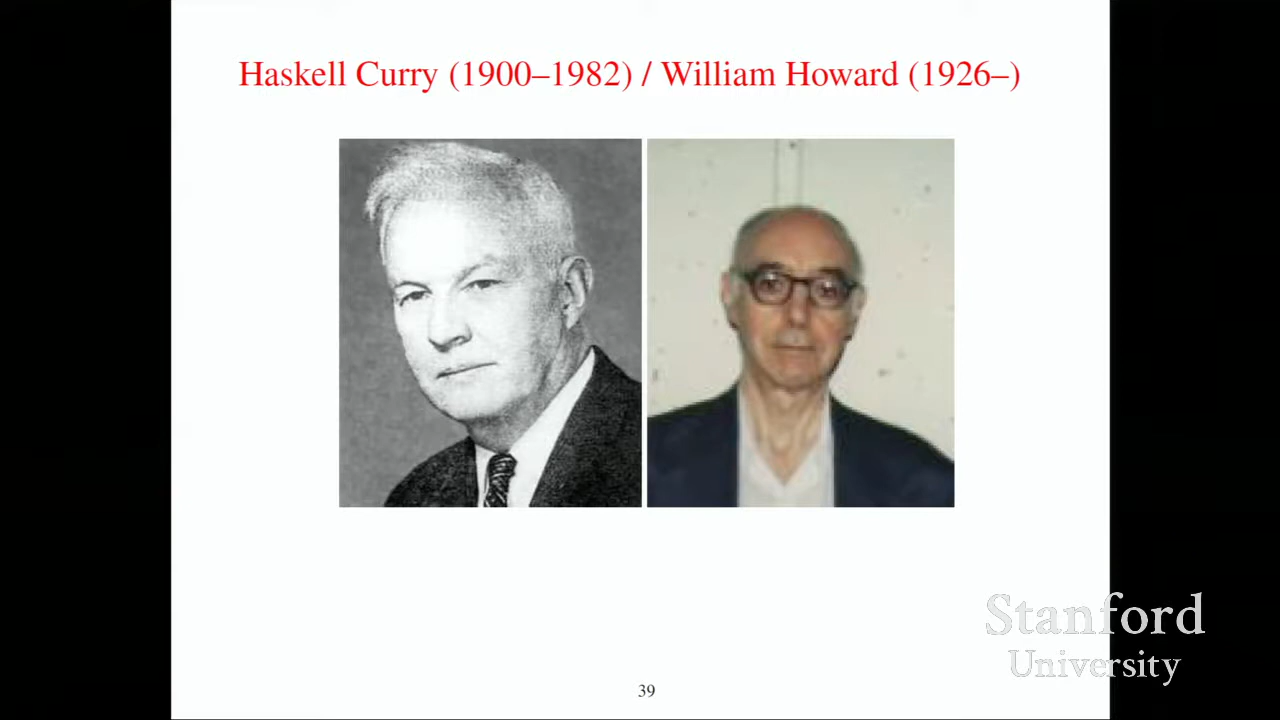 Haskell Curry (1900–1982) / William Howard (1926–)
Stanford
University
39